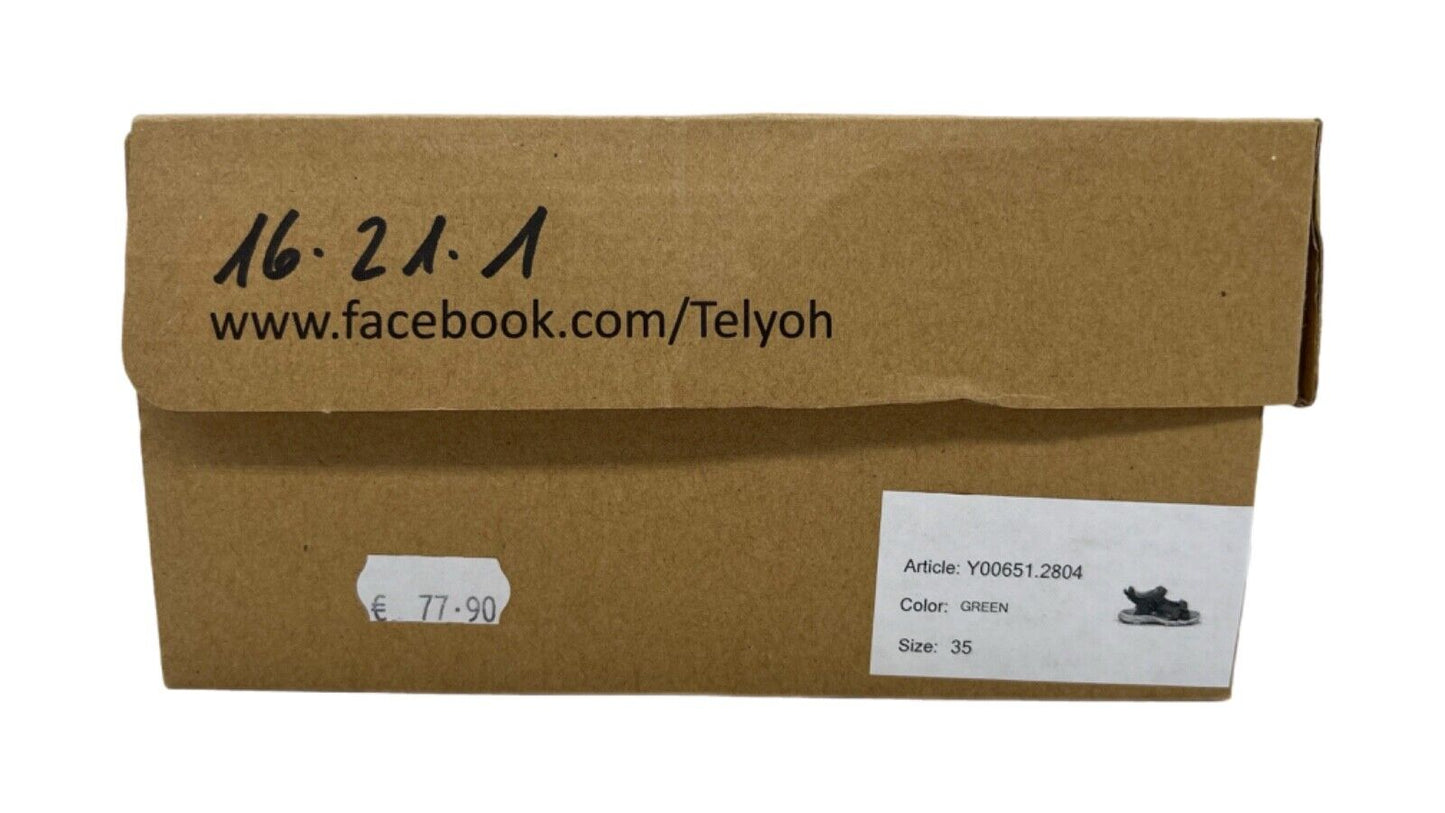 16. 21. 1
www.facebook.com/Telyoh
€ 77.90
Article: Y00651.2804
Color: GREEN
Size: 35